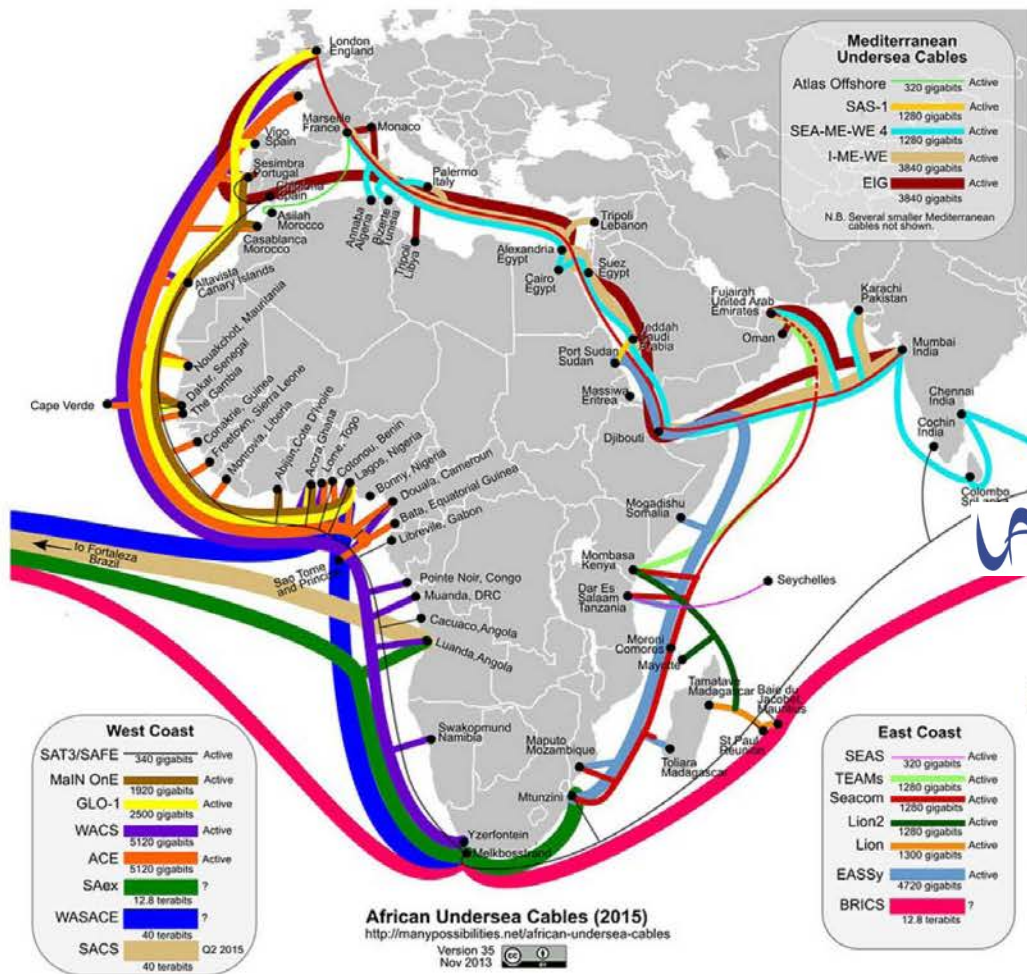 London
England
Marseille
France
Monaco
Vigo
Spain
Sesimbra
Portugal
Spain
Asilah
Morocco
Casablanca
Morocco
Palermo
Italy
Annaba
Algeria
Bizerte
Tunisia
Tripoli
Libya
Tripoli
Lebanon
Alexandria
Egypt
Cairo
Egypt
Suez
Egypt
Altavista
Canary Islands
Jeddah
Saudi
Arabia
Port Sudan
Sudan
Massiwa
Eritrea
Djibouti
Fujairah
United Arab
Emirates
Oman
Karachi
Pakistan
Mumbai
India
Chennai
India
Cochin
India
Colombo
Sri Lanka
Cape Verde
Nouakchott, Mauritania
Dakar, Senegal
The Gambia
Conakrie, Guinea
Freetown, Sierra Leone
Monrovia, Liberia
Abijan,Cote D'ivoire
Accra, Ghana
Lome, Togo
Cotonou, Benin
Lagos, Nigeria
Bonny, Nigeria
Douala, Cameroun
Bata, Equatorial Guinea
Librevile, Gabon
Sao Tome
and Principe
to Fortaleza
Brazil
Pointe Noir, Congo
Muanda, DRC
Cacuaco,Angola
Luanda,Angola
Swakopmund
Namibia
Yzerfontein
Melkbosstrand
Mtunzini
Maputo
Mozambique
Toliara
Madagascar
Tamatave
Madagascar
Baie du
Jacobet,
Mauritius
St Paul
Reunion
Mayotte
Moroni
Comores
Dar Es
Salaam
Tanzania
Mombasa
Kenya
Mogadishu
Somalia
Seychelles
Mediterranean
Undersea Cables
Atlas Offshore Active
320 gigabits
SAS-1 Active
1280 gigabits
SEA-ME-WE 4 Active
1280 gigabits
I-ME-WE Active
3840 gigabits
EIG Active
3840 gigabits
N.B. Several smaller Mediterranean
cables not shown.
West Coast
SAT3/SAFE Active
340 gigabits
MaIN OnE Active
1920 gigabits
GLO-1 Active
2500 gigabits
WACS Active
5120 gigabits
ACE Active
5120 gigabits
SAex ?
12.8 terabits
WASACE ?
40 terabits
SACS Q2 2015
40 terabits
East Coast
SEAS Active
320 gigabits
TEAMs Active
1280 gigabits
Seacom Active
1280 gigabits
Lion2 Active
1280 gigabits
Lion Active
1300 gigabits
EASSy Active
4720 gigabits
BRICS ?
12.8 terabits
African Undersea Cables (2015)
http://manypossibilities.net/african-undersea-cables
Version 35
Nov 2013
cc